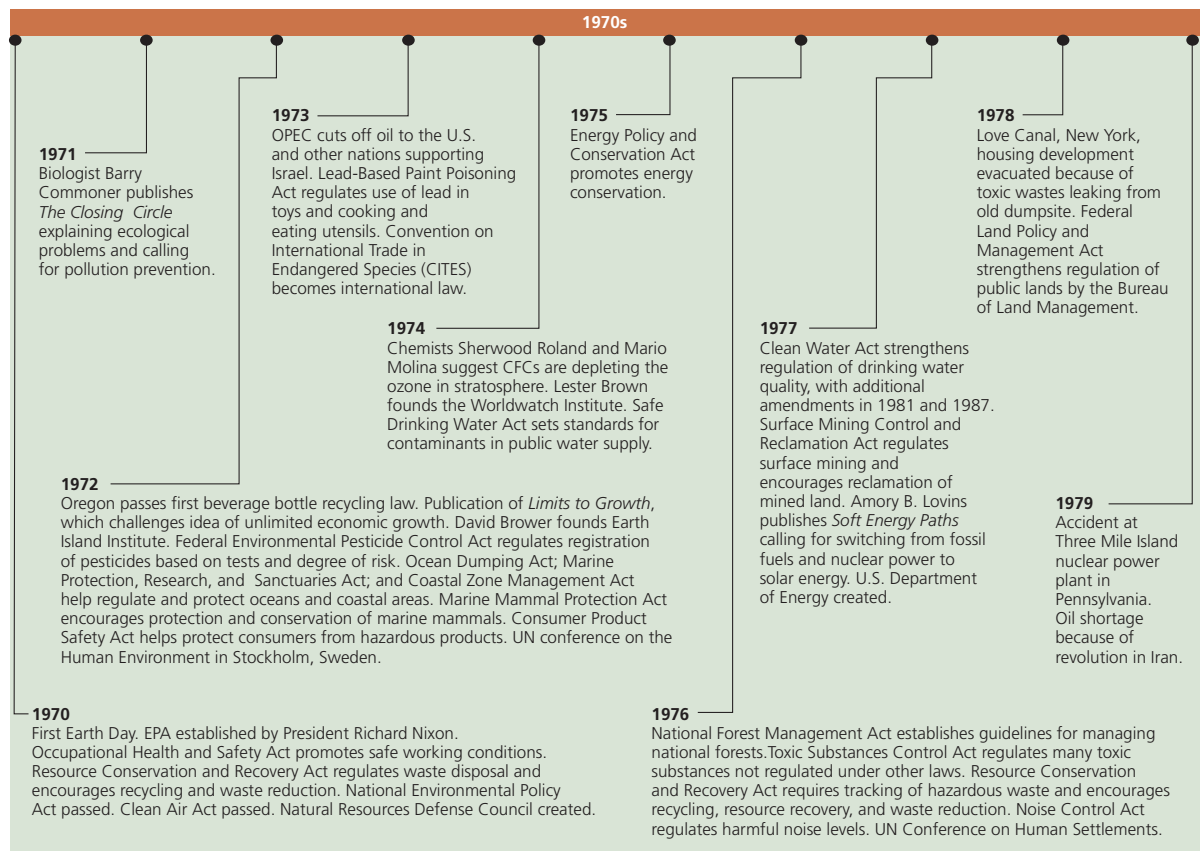 1970s
1970
First Earth Day. EPA established by President Richard Nixon.
Occupational Health and Safety Act promotes safe working conditions.
Resource Conservation and Recovery Act regulates waste disposal and
encourages recycling and waste reduction. National Environmental Policy
Act passed. Clean Air Act passed. Natural Resources Defense Council created.
1971
Biologist Barry
Commoner publishes
The Closing Circle
explaining ecological
problems and calling
for pollution prevention.
1972
Oregon passes first beverage bottle recycling law. Publication of Limits to Growth,
which challenges idea of unlimited economic growth. David Brower founds Earth
Island Institute. Federal Environmental Pesticide Control Act regulates registration
of pesticides based on tests and degree of risk. Ocean Dumping Act; Marine
Protection, Research, and Sanctuaries Act; and Coastal Zone Management Act
help regulate and protect oceans and coastal areas. Marine Mammal Protection Act
encourages protection and conservation of marine mammals. Consumer Product
Safety Act helps protect consumers from hazardous products. UN conference on the
Human Environment in Stockholm, Sweden.
1973
OPEC cuts off oil to the U.S.
and other nations supporting
Israel. Lead-Based Paint Poisoning
Act regulates use of lead in
toys and cooking and
eating utensils. Convention on
International Trade in
Endangered Species (CITES)
becomes international law.
1974
Chemists Sherwood Roland and Mario
Molina suggest CFCs are depleting the
ozone in stratosphere. Lester Brown
founds the Worldwatch Institute. Safe
Drinking Water Act sets standards for
contaminants in public water supply.
1975
Energy Policy and
Conservation Act
promotes energy
conservation.
1976
National Forest Management Act establishes guidelines for managing
national forests.Toxic Substances Control Act regulates many toxic
substances not regulated under other laws. Resource Conservation
and Recovery Act requires tracking of hazardous waste and encourages
recycling, resource recovery, and waste reduction. Noise Control Act
regulates harmful noise levels. UN Conference on Human Settlements.
1977
Clean Water Act strengthens
regulation of drinking water
quality, with additional
amendments in 1981 and 1987.
Surface Mining Control and
Reclamation Act regulates
surface mining and
encourages reclamation of
mined land. Amory B. Lovins
publishes Soft Energy Paths
calling for switching from fossil
fuels and nuclear power to
solar energy. U.S. Department
of Energy created.
1978
Love Canal, New York,
housing development
evacuated because of
toxic wastes leaking from
old dumpsite. Federal
Land Policy and
Management Act
strengthens regulation of
public lands by the Bureau
of Land Management.
1979
Accident at
Three Mile Island
nuclear power
plant in
Pennsylvania.
Oil shortage
because of
revolution in Iran.